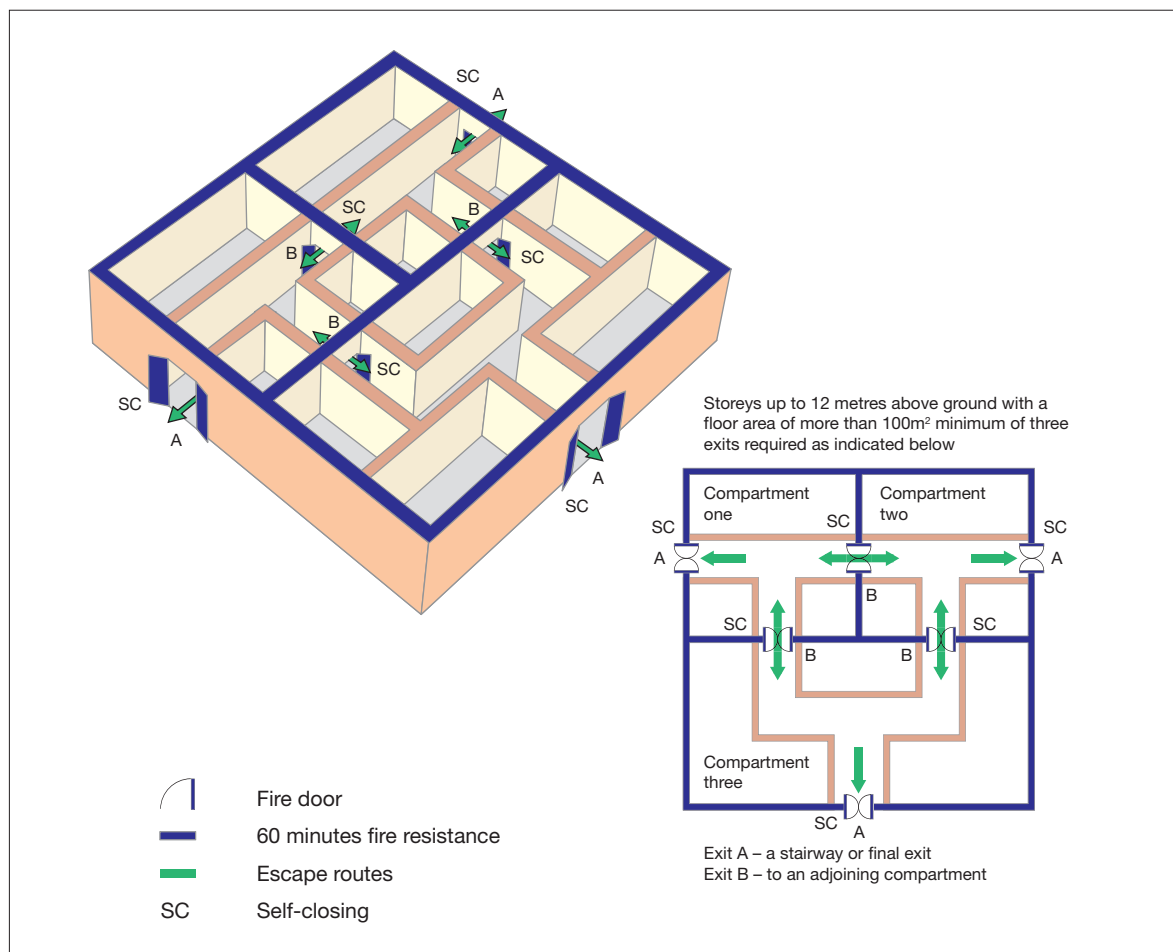 SC
A
SC
B
B
SC
B
SC
SC
A
A
SC
Storeys up to 12 metres above ground with a
floor area of more than 100m² minimum of three
exits required as indicated below
Compartment
one
Compartment
two
SC
SC
SC
A
A
B
SC
SC
B
B
Compartment
three
SC
A
Exit A – a stairway or final exit
Exit B – to an adjoining compartment
Fire door
60 minutes fire resistance
Escape routes
SC
Self-closing